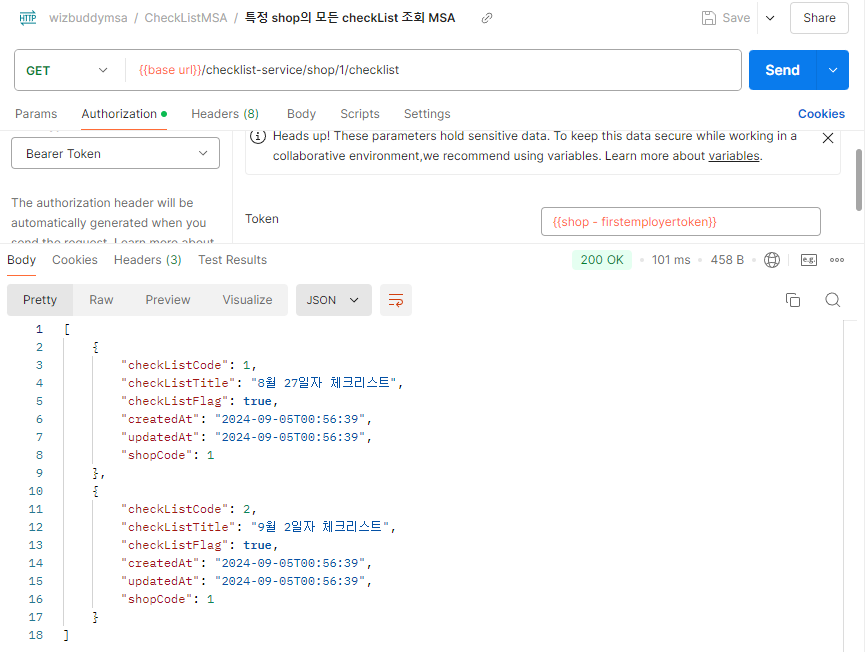 HTTP wizbuddymsa / CheckListMSA / 특정 shop의 모든 checkList 조회 MSA Save Share
GET {{base url}}/checklist-service/shop/1/checklist Send
Params Authorization Headers (8) Body Scripts Settings Cookies
Bearer Token
Heads up! These parameters hold sensitive data. To keep this data secure while working in a
collaborative environment,we recommend using variables. Learn more about variables.
The authorization header will be
automatically generated when you
send the request. Learn more about
Token {{shop - firstemployertoken}}
Body Cookies Headers (3) Test Results 200 OK 101 ms 458 B e.g.
Pretty Raw Preview Visualize JSON
1 [
2 {
3 "checkListCode": 1,
4 "checkListTitle": "8월 27일자 체크리스트",
5 "checkListFlag": true,
6 "createdAt": "2024-09-05T00:56:39",
7 "updatedAt": "2024-09-05T00:56:39",
8 "shopCode": 1
9 },
10 {
11 "checkListCode": 2,
12 "checkListTitle": "9월 2일자 체크리스트",
13 "checkListFlag": true,
14 "createdAt": "2024-09-05T00:56:39",
15 "updatedAt": "2024-09-05T00:56:39",
16 "shopCode": 1
17 }
18 ]